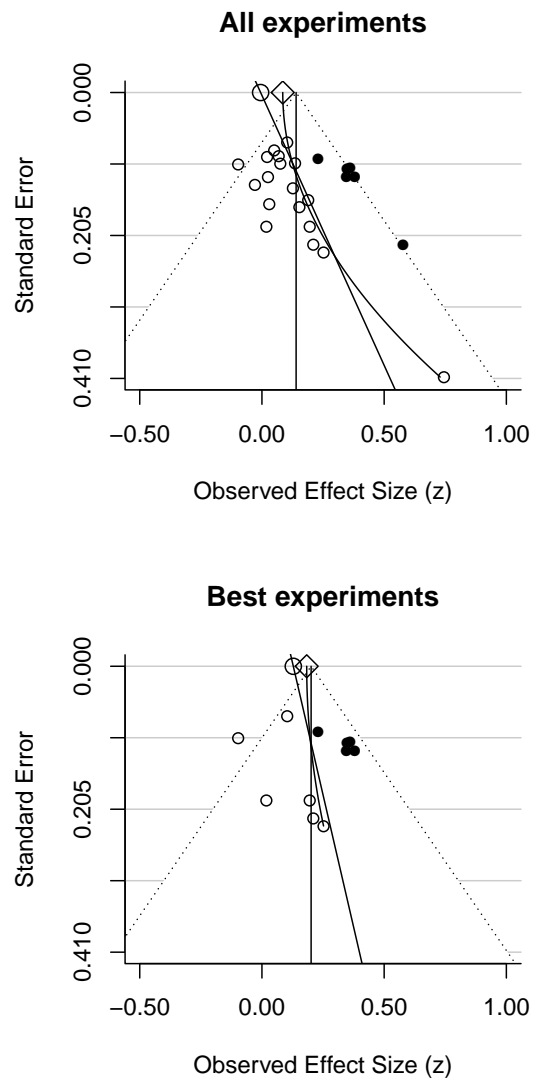 All experiments
0.000
0.205
0.410
Standard Error
−0.50 0.00 0.50 1.00
Observed Effect Size (z)
Best experiments
0.000
0.205
0.410
Standard Error
−0.50 0.00 0.50 1.00
Observed Effect Size (z)